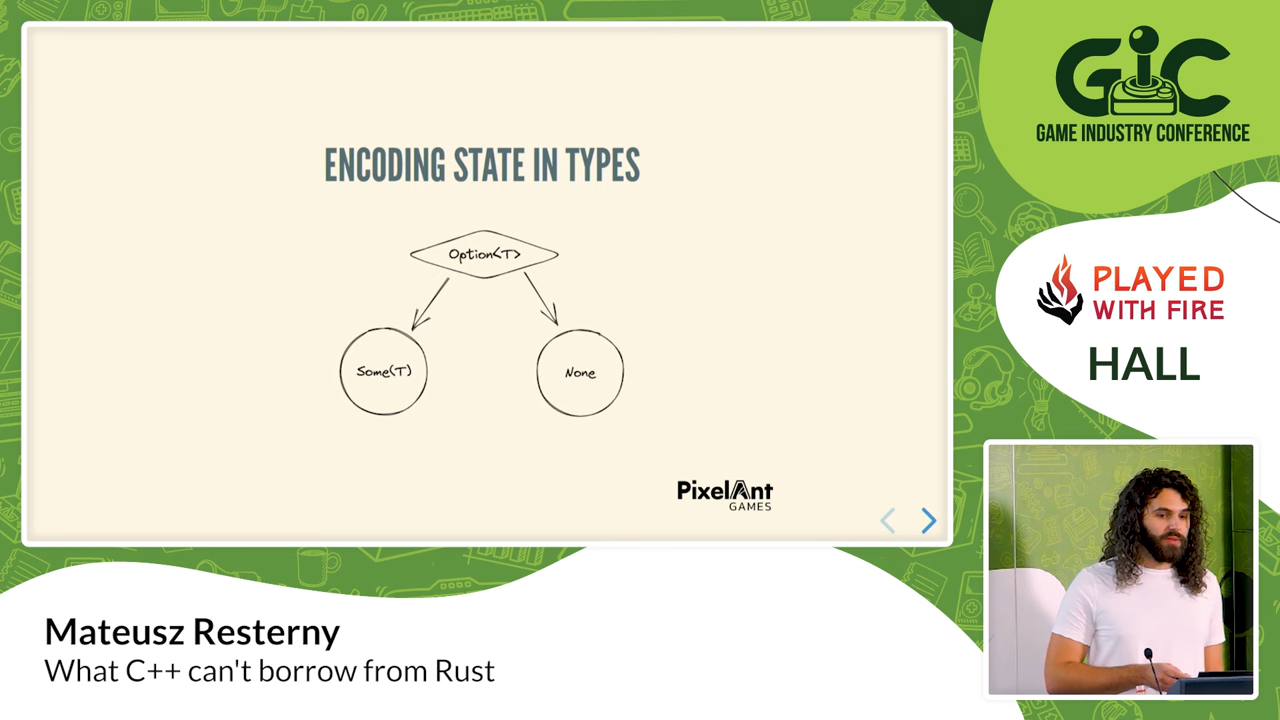 ENCODING STATE IN TYPES
Option<T>
Some(T)
None
PixelAnt
GAMES
GIC
GAME INDUSTRY CONFERENCE
PLAYED
WITH FIRE
HALL
Mateusz Resterny
What C++ can't borrow from Rust